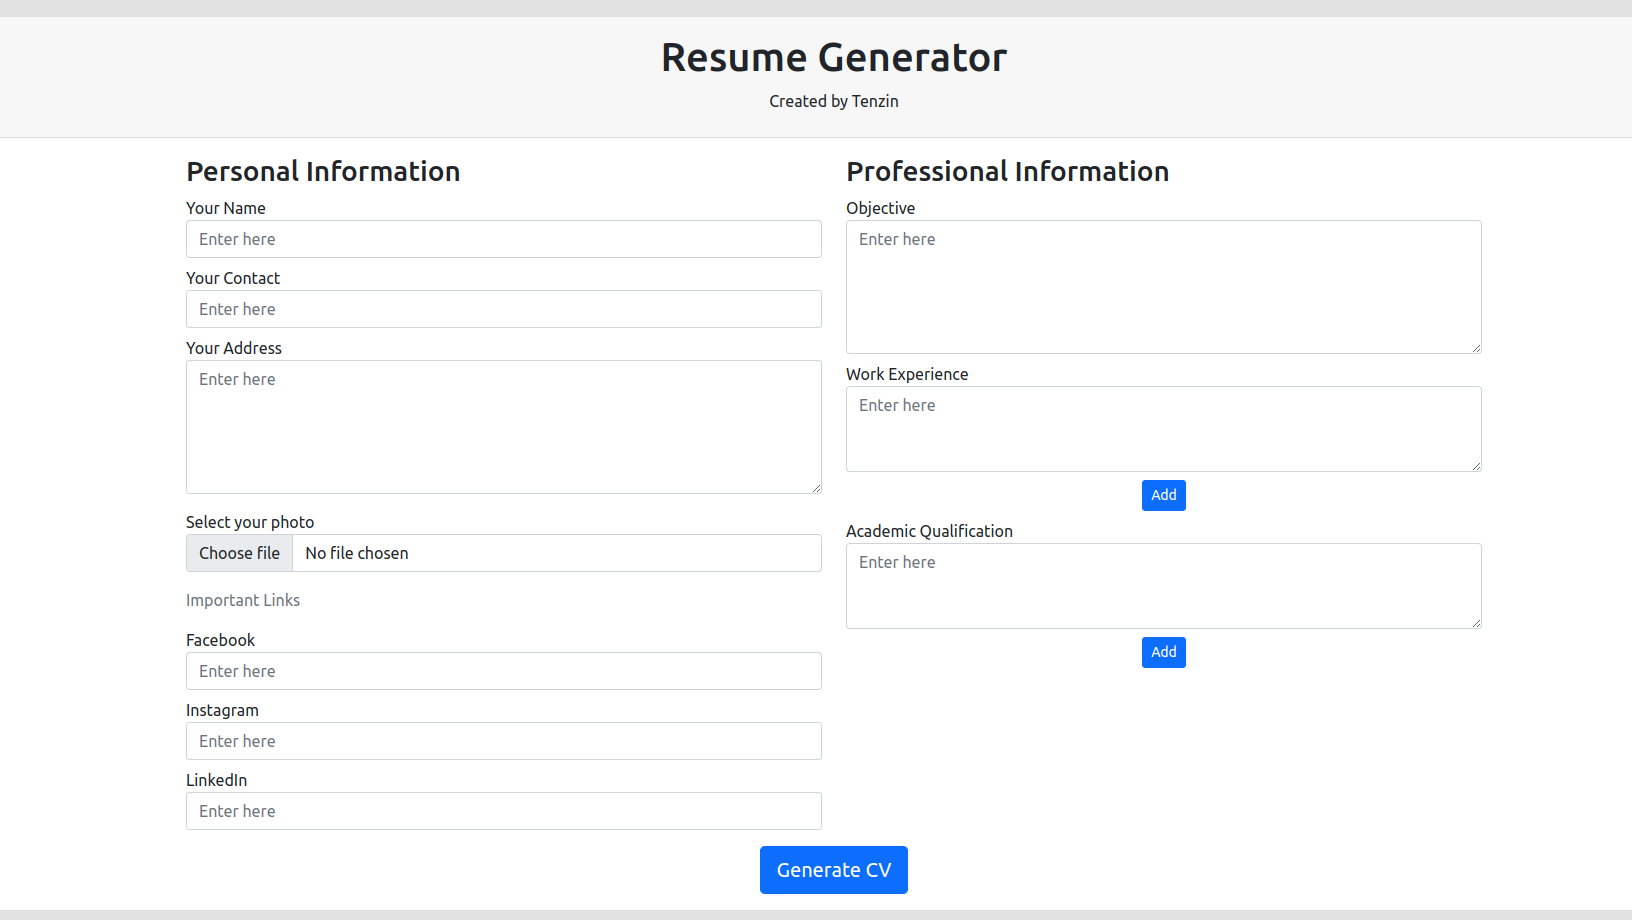 Resume Generator
Created by Tenzin
Personal Information
Your Name
Enter here
Your Contact
Enter here
Your Address
Enter here
Select your photo
Choose file No file chosen
Important Links
Facebook
Enter here
Instagram
Enter here
LinkedIn
Enter here
Professional Information
Objective
Enter here
Work Experience
Enter here
Add
Academic Qualification
Enter here
Add
Generate CV